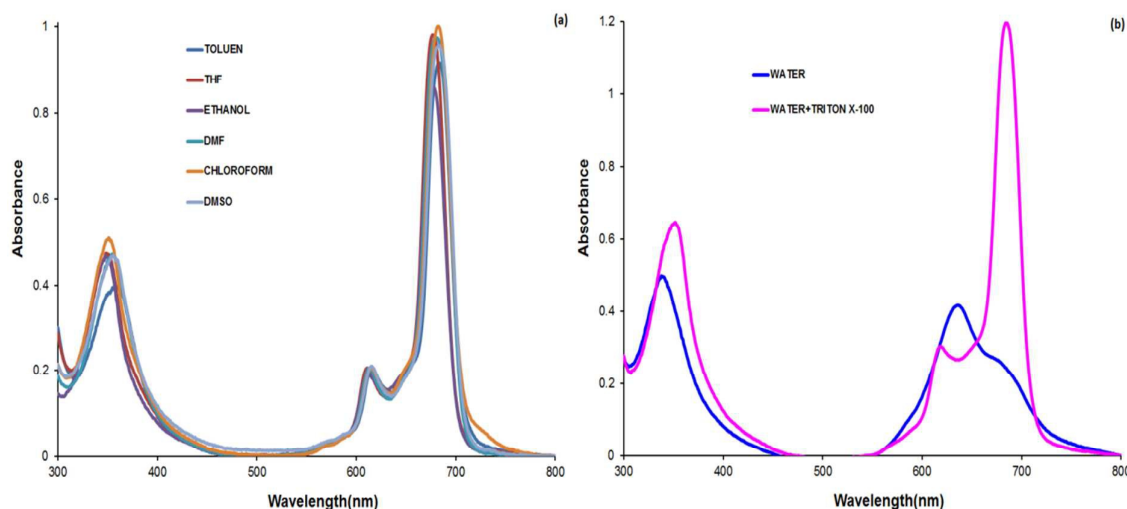 (a)
1
0.8
0.6
0.4
0.2
0
300 400 500 600 700 800
Absorbance
Wavelength(nm)
TOLUEN
THF
ETHANOL
DMF
CHLOROFORM
DMSO
(b)
1.2
1
0.8
0.6
0.4
0.2
0
300 400 500 600 700 800
Absorbance
Wavelength(nm)
WATER
WATER+TRITON X-100